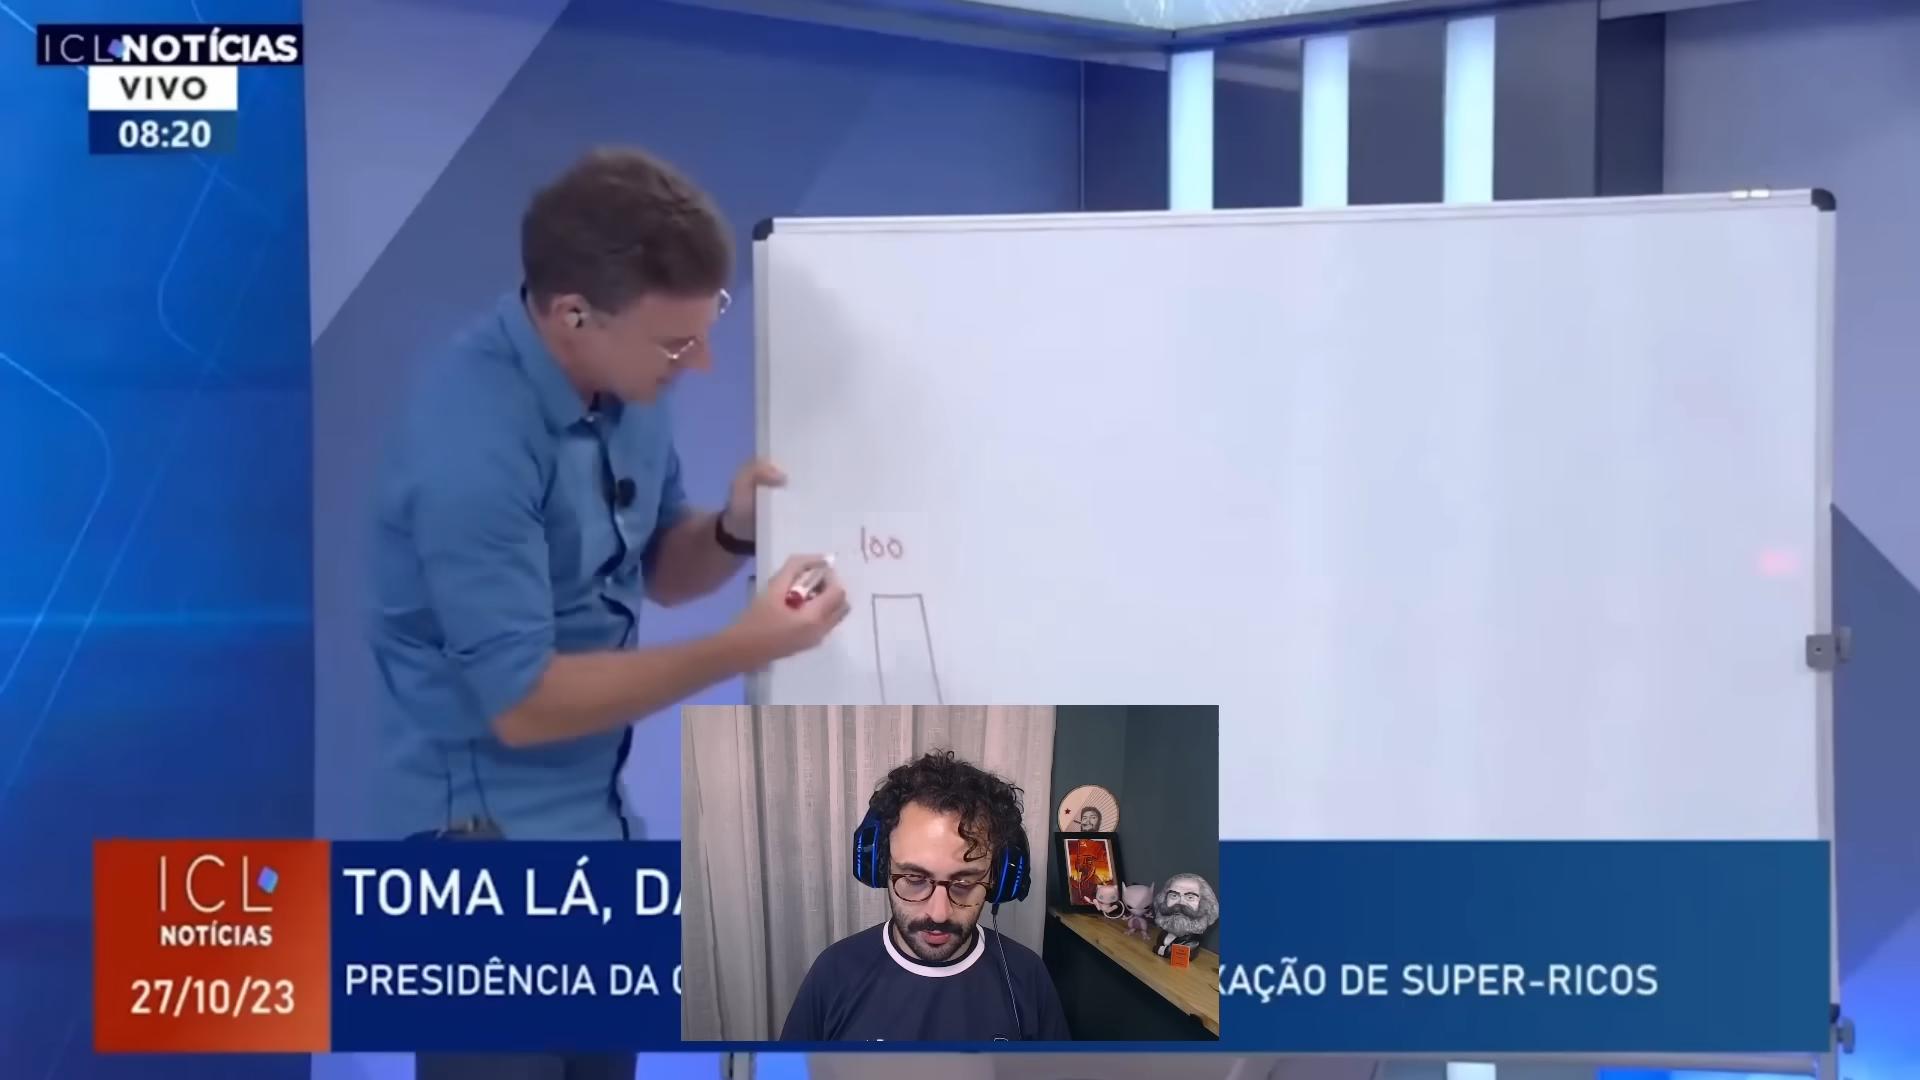 ICL NOTÍCIAS
VIVO
08:20
100
ICL
NOTÍCIAS
27/10/23
TOMA LÁ, DA
PRESIDÊNCIA DA C
XAÇÃO DE SUPER-RICOS